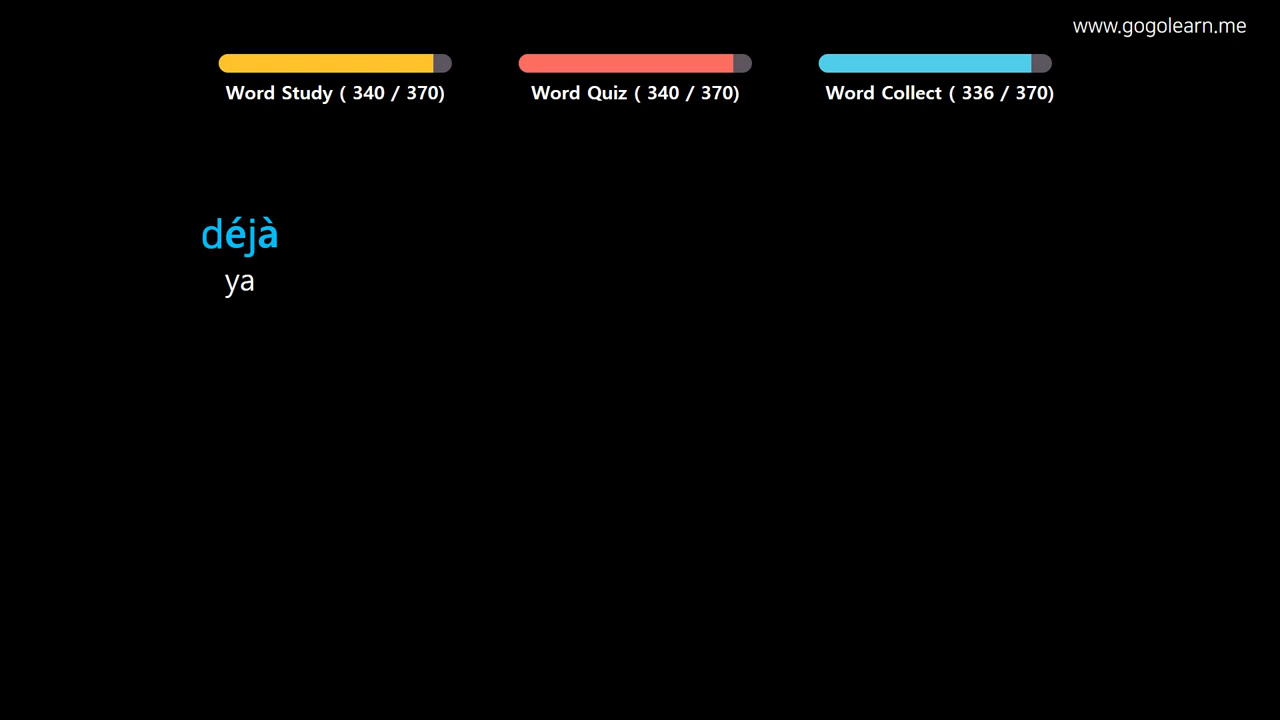 www.gogolearn.me
Word Study ( 340 / 370)
Word Quiz ( 340 / 370)
Word Collect ( 336 / 370)
déjà
ya